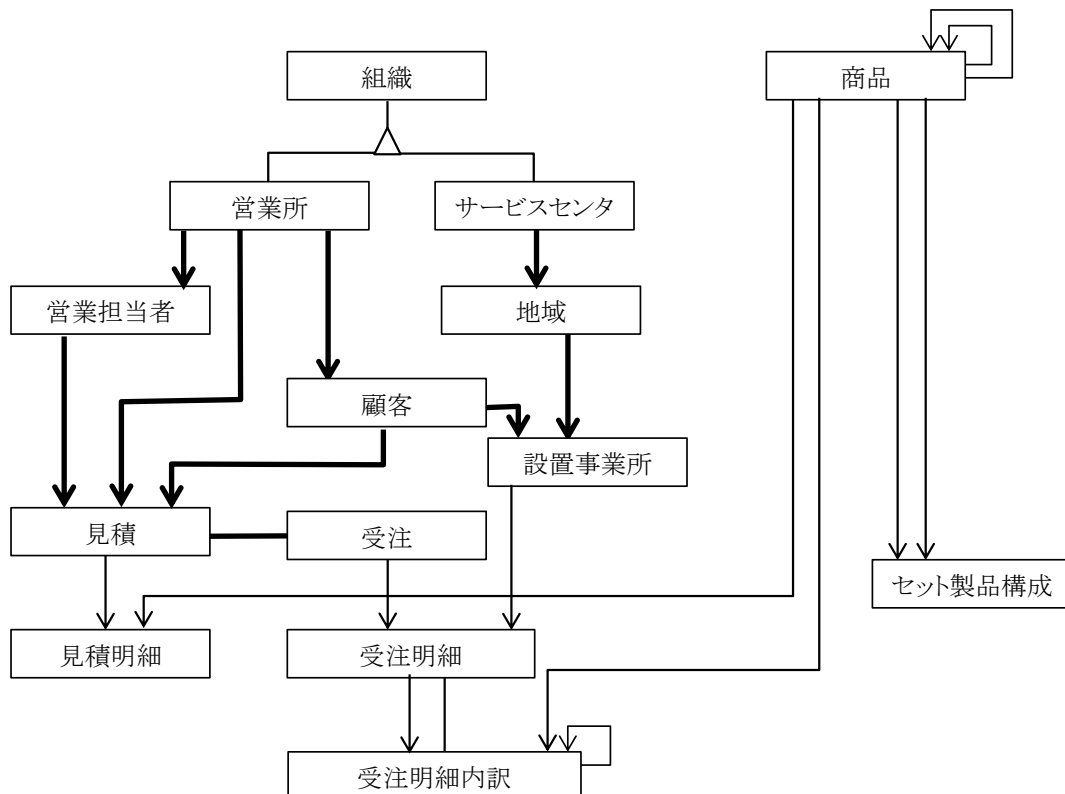 組織
商品
営業所
サービスセンタ
営業担当者
地域
顧客
設置事業所
見積
受注
セット製品構成
見積明細
受注明細
受注明細内訳